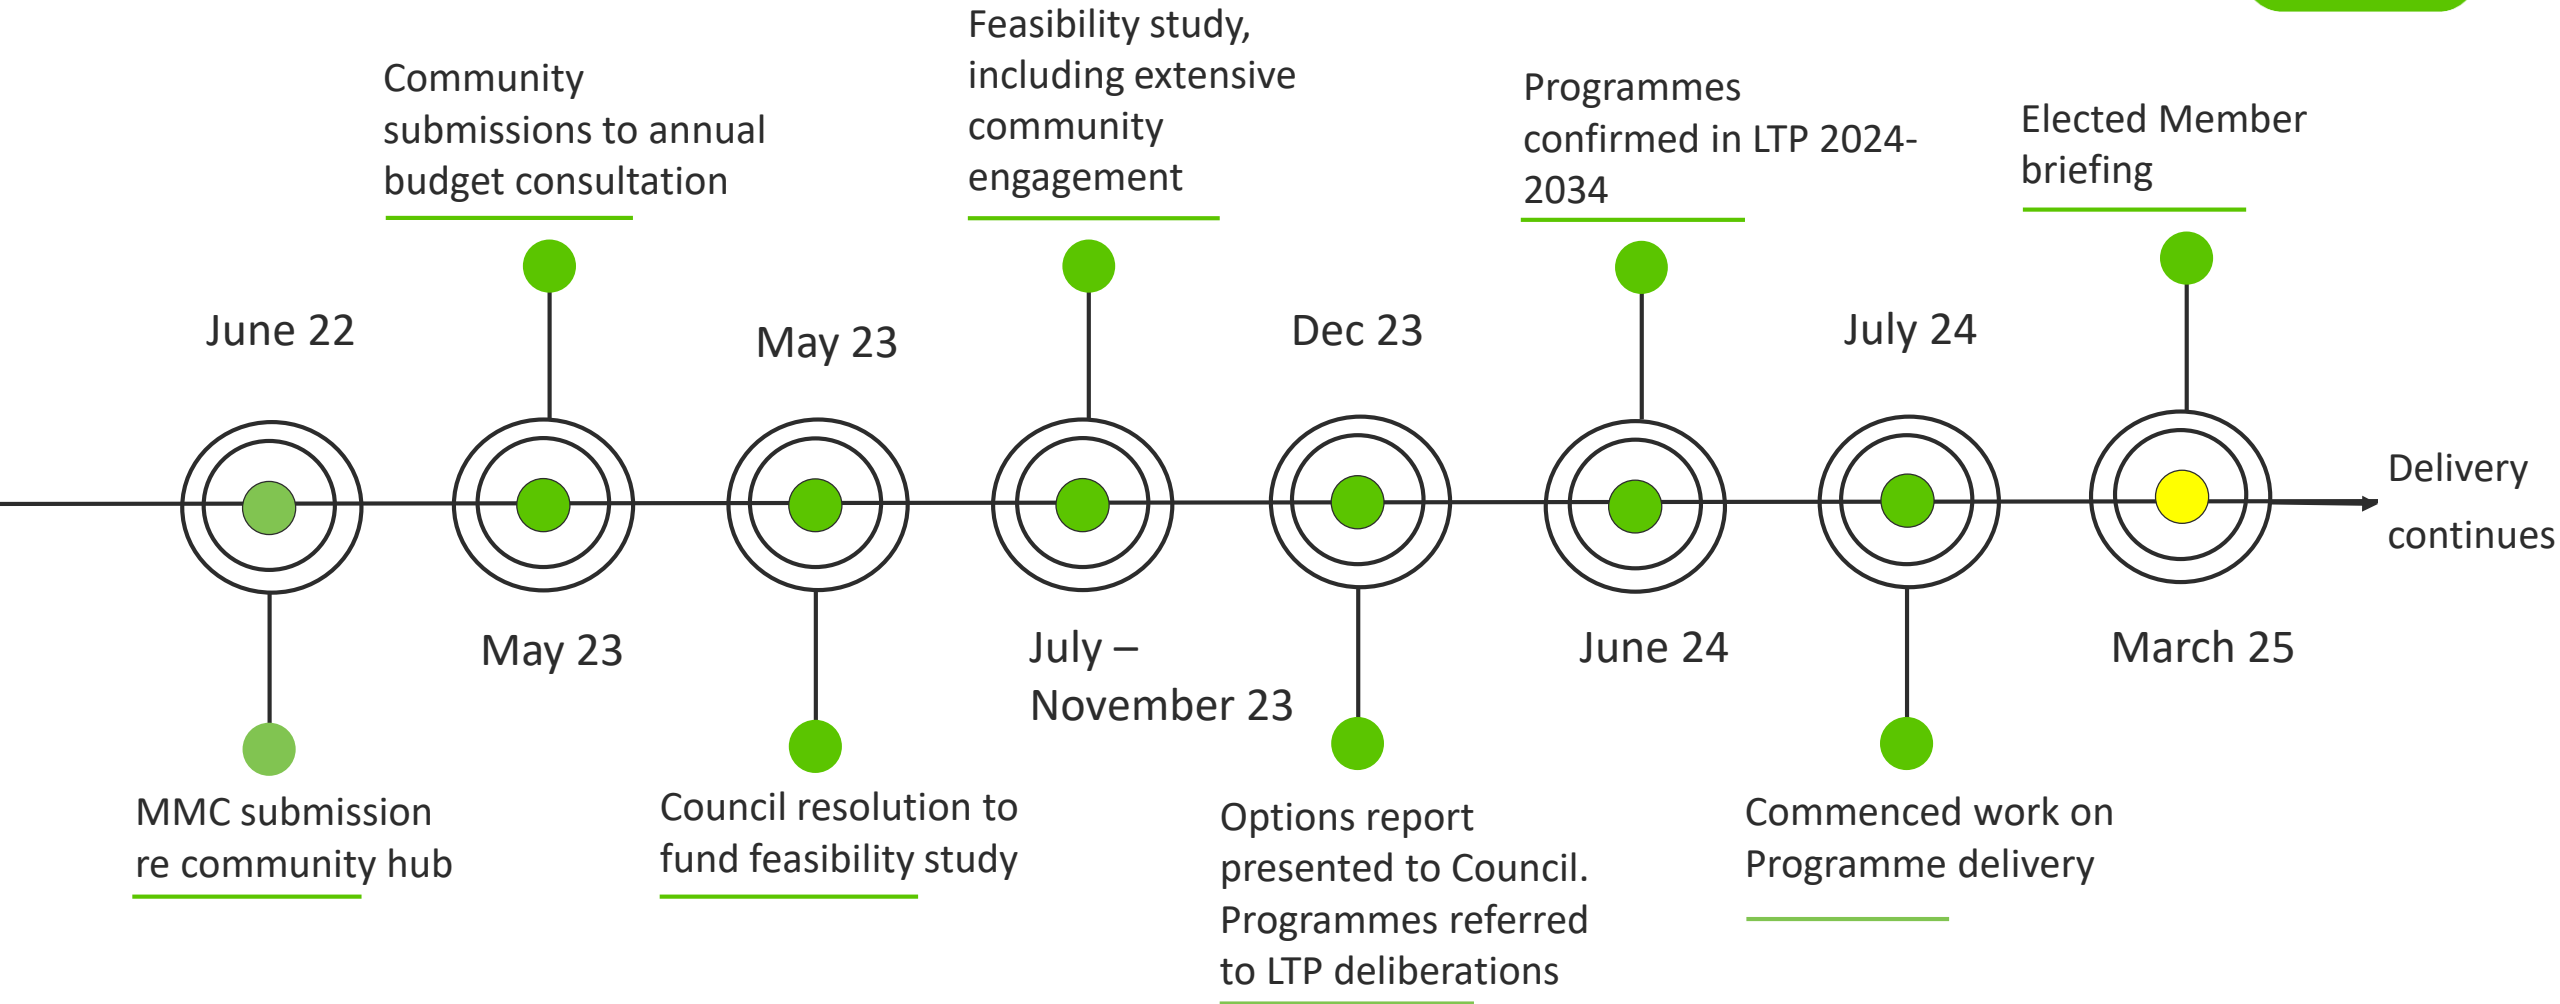 June 22
MMC submission
re community hub
Community
submissions to annual
budget consultation
May 23
May 23
Council resolution to
fund feasibility study
Feasibility study,
including extensive
community
engagement
July –
November 23
Dec 23
Options report
presented to Council.
Programmes referred
to LTP deliberations
Programmes
confirmed in LTP 2024-
2034
June 24
July 24
Commenced work on
Programme delivery
Elected Member
briefing
March 25
Delivery
continues